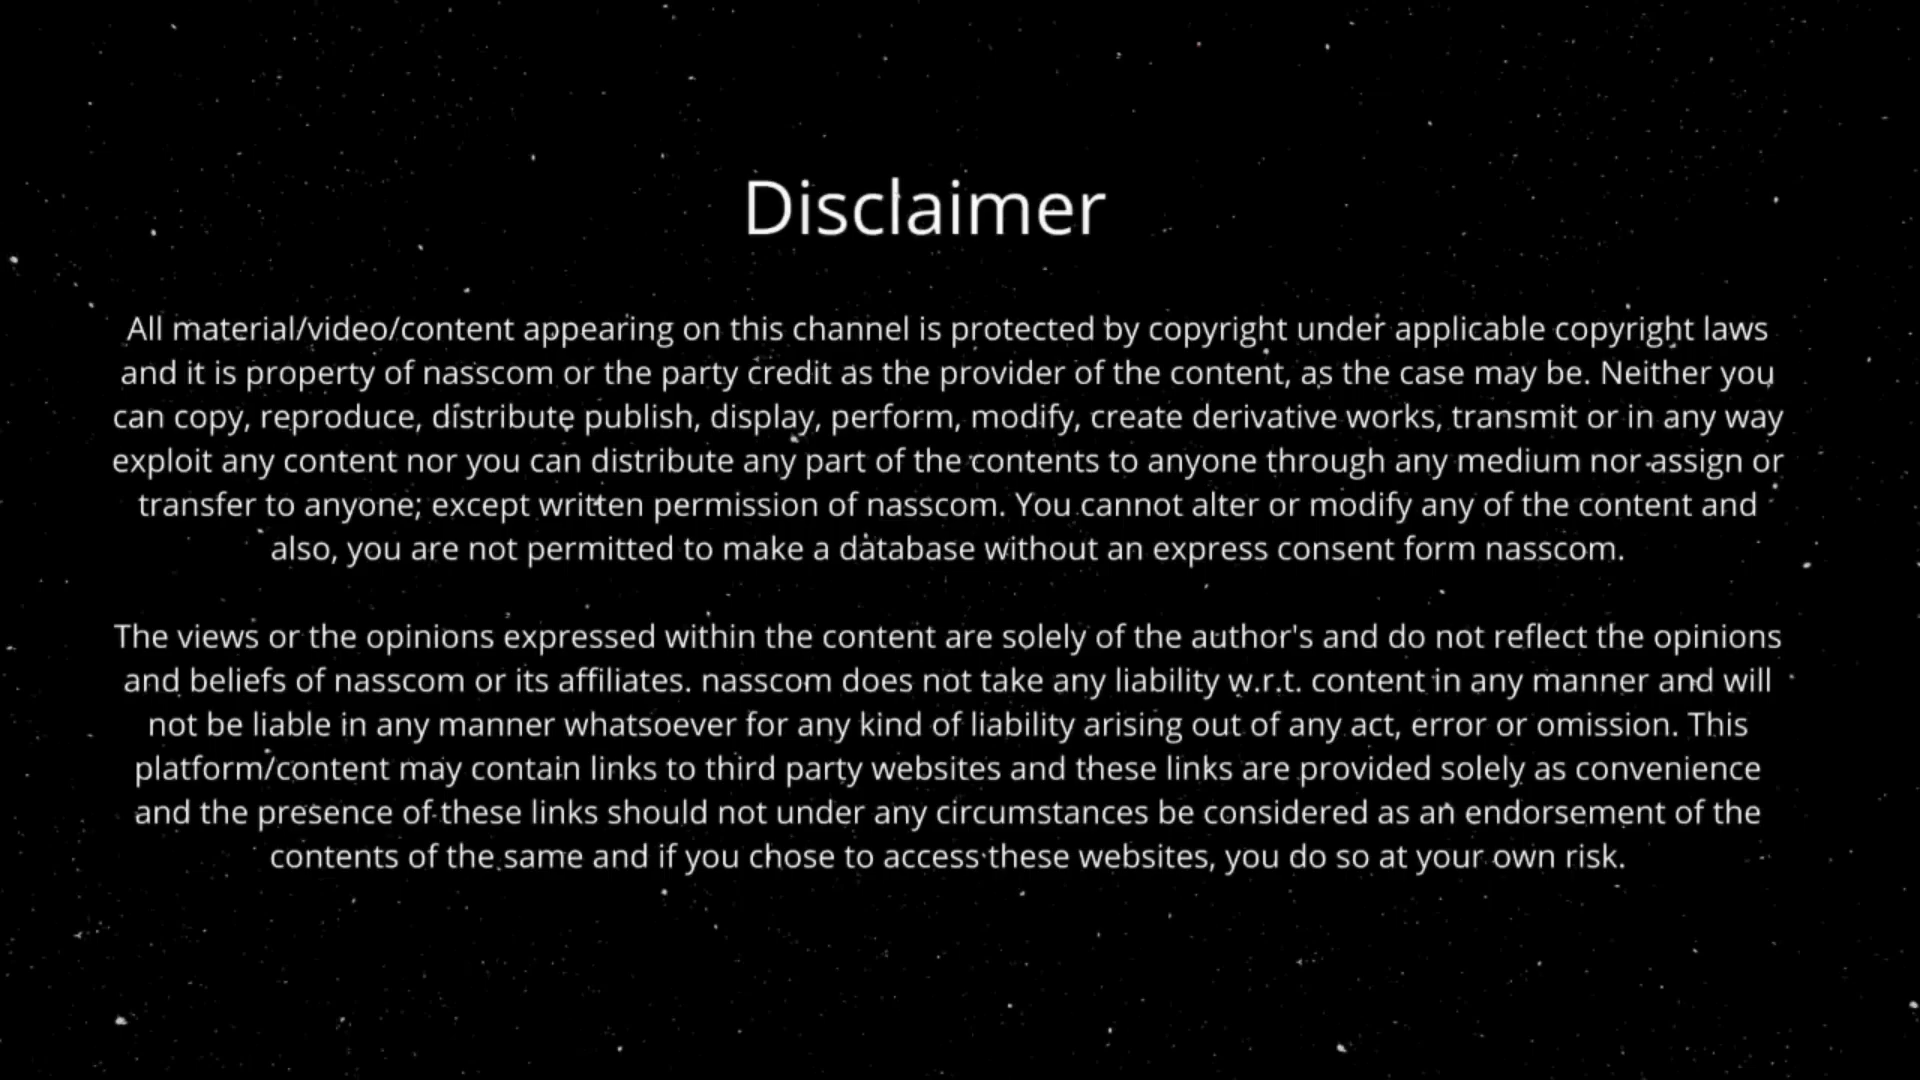 Disclaimer
All material/video/content appearing on this channel is protected by copyright under applicable copyright laws
and it is property of nasscom or the party credit as the provider of the content, as the case may be. Neither you
can copy, reproduce, distribute publish, display, perform, modify, create derivative works, transmit or in any way
exploit any content nor you can distribute any part of the contents to anyone through any medium nor assign or
transfer to anyone; except written permission of nasscom. You cannot alter or modify any of the content and
also, you are not permitted to make a database without an express consent form nasscom.
The views or the opinions expressed within the content are solely of the author's and do not reflect the opinions
and beliefs of nasscom or its affiliates. nasscom does not take any liability w.r.t. content in any manner and will
not be liable in any manner whatsoever for any kind of liability arising out of any act, error or omission. This
platform/content may contain links to third party websites and these links are provided solely as convenience
and the presence of these links should not under any circumstances be considered as an endorsement of the
contents of the same and if you chose to access these websites, you do so at your own risk.